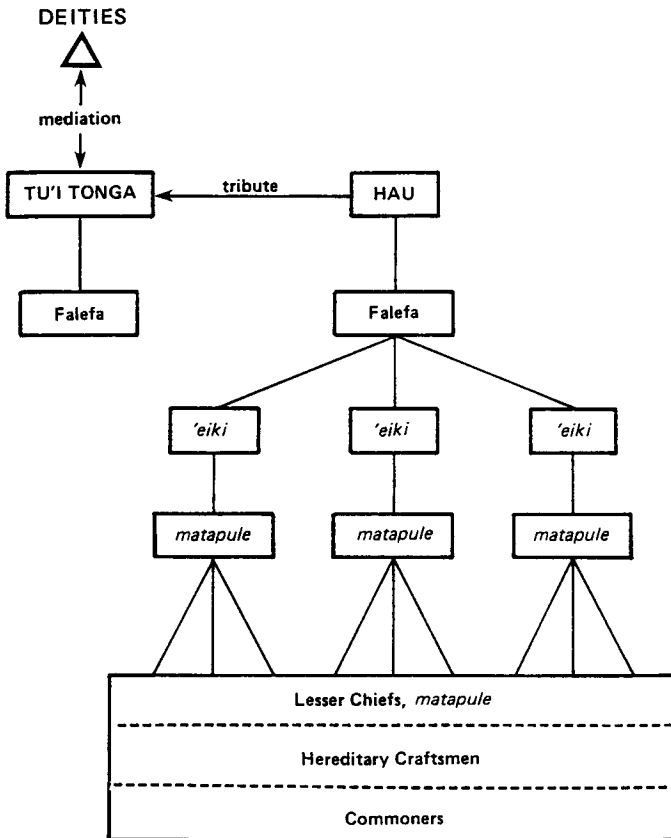 DEITIES
mediation
TU'I TONGA
tribute
HAU
Falefa
Falefa
'eiki
'eiki
'eiki
matapule
matapule
matapule
Lesser Chiefs, matapule
Hereditary Craftsmen
Commoners